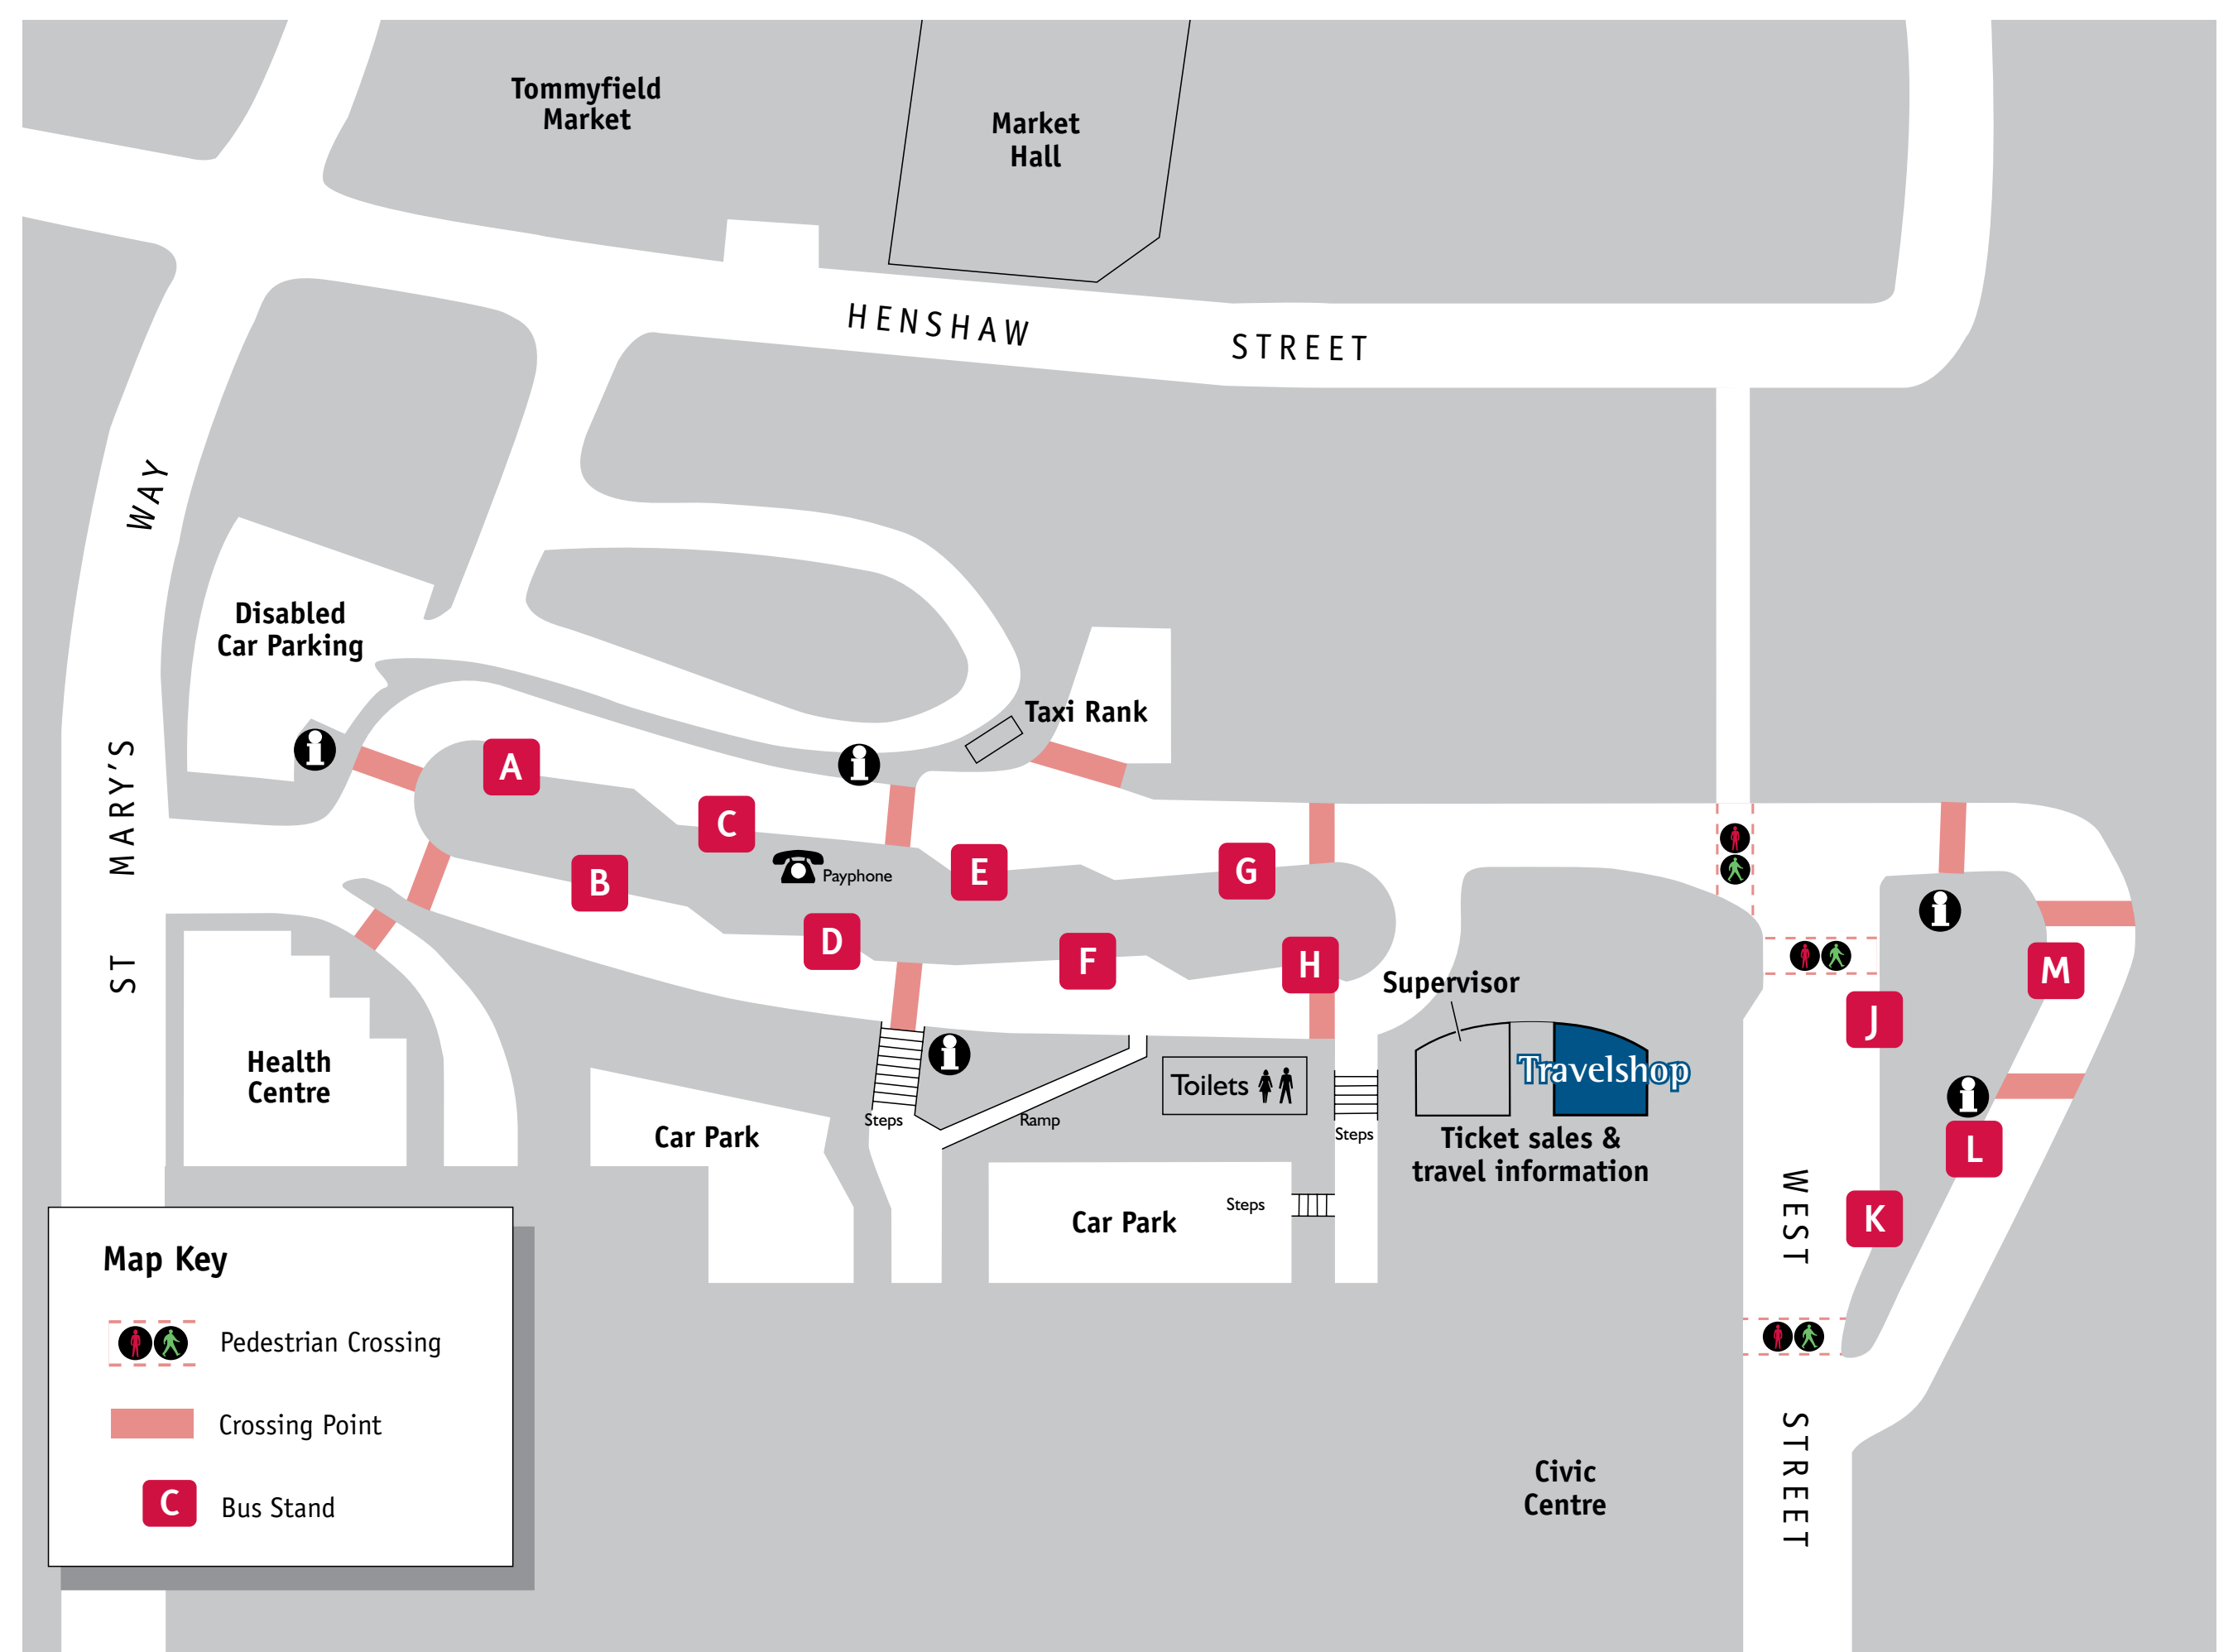 Tommyfield
Market
Market
Hall
HENSHAW STREET
WAY
Disabled
Car Parking
Taxi Rank
ST MARY'S
A
C
B
Payphone
E
G
D
F
H
Supervisor
M
J
Health
Centre
Toilets
Travelshop
Car Park
Steps
Ramp
Steps
Ticket sales &
travel information
L
K
Car Park
Steps
WEST STREET
Map Key
Pedestrian Crossing
Crossing Point
C
Bus Stand
Civic
Centre